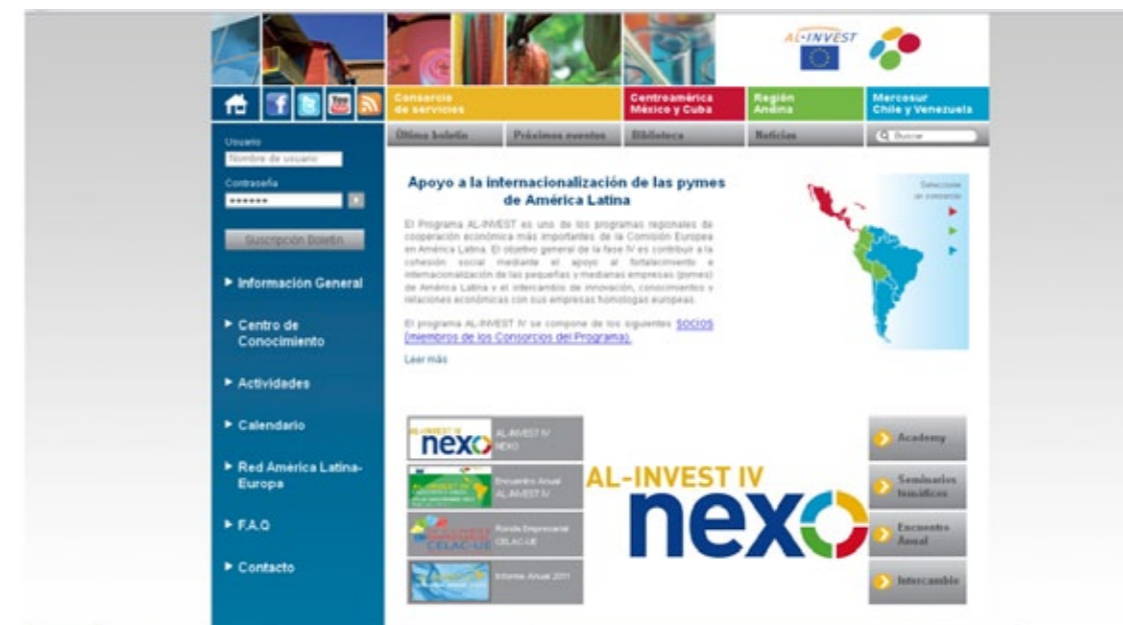 AL-INVEST
Consorcio
de servicios
Centroamérica
México y Cuba
Región
Andina
Mercosur
Chile y Venezuela
Último boletín
Próximos eventos
Biblioteca
Noticias
Buscar
Usuario
Nombre de usuario
Contraseña
Suscripción Boletín
Información General
Centro de
Conocimiento
Actividades
Calendario
Red América Latina-
Europa
F.A.Q
Contacto
Apoyo a la internacionalización de las pymes
de América Latina
El Programa AL-INVEST es uno de los programas regionales de
cooperación económica más importantes de la Comisión Europea
en América Latina. El objetivo general de la fase IV es contribuir a la
cohesión social mediante el apoyo al fortalecimiento e
internacionalización de las pequeñas y medianas empresas (pymes)
de América Latina y el intercambio de innovación, conocimientos y
relaciones económicas con sus empresas homólogas europeas.
El programa AL-INVEST IV se compone de los siguientes SOCIOS
(miembros de los Consorcios del Programa).
Leer más
Seleccione
un consorcio
AL-INVEST IV
nexo
AL-INVEST IV
NEXO
Encuentro Anual
AL-INVEST IV
CELAC-UE
Ronda Empresarial
CELAC-UE
Informe Anual 2011
AL-INVEST IV
nexo
Academy
Seminarios
temáticos
Encuentro
Anual
Intercambio